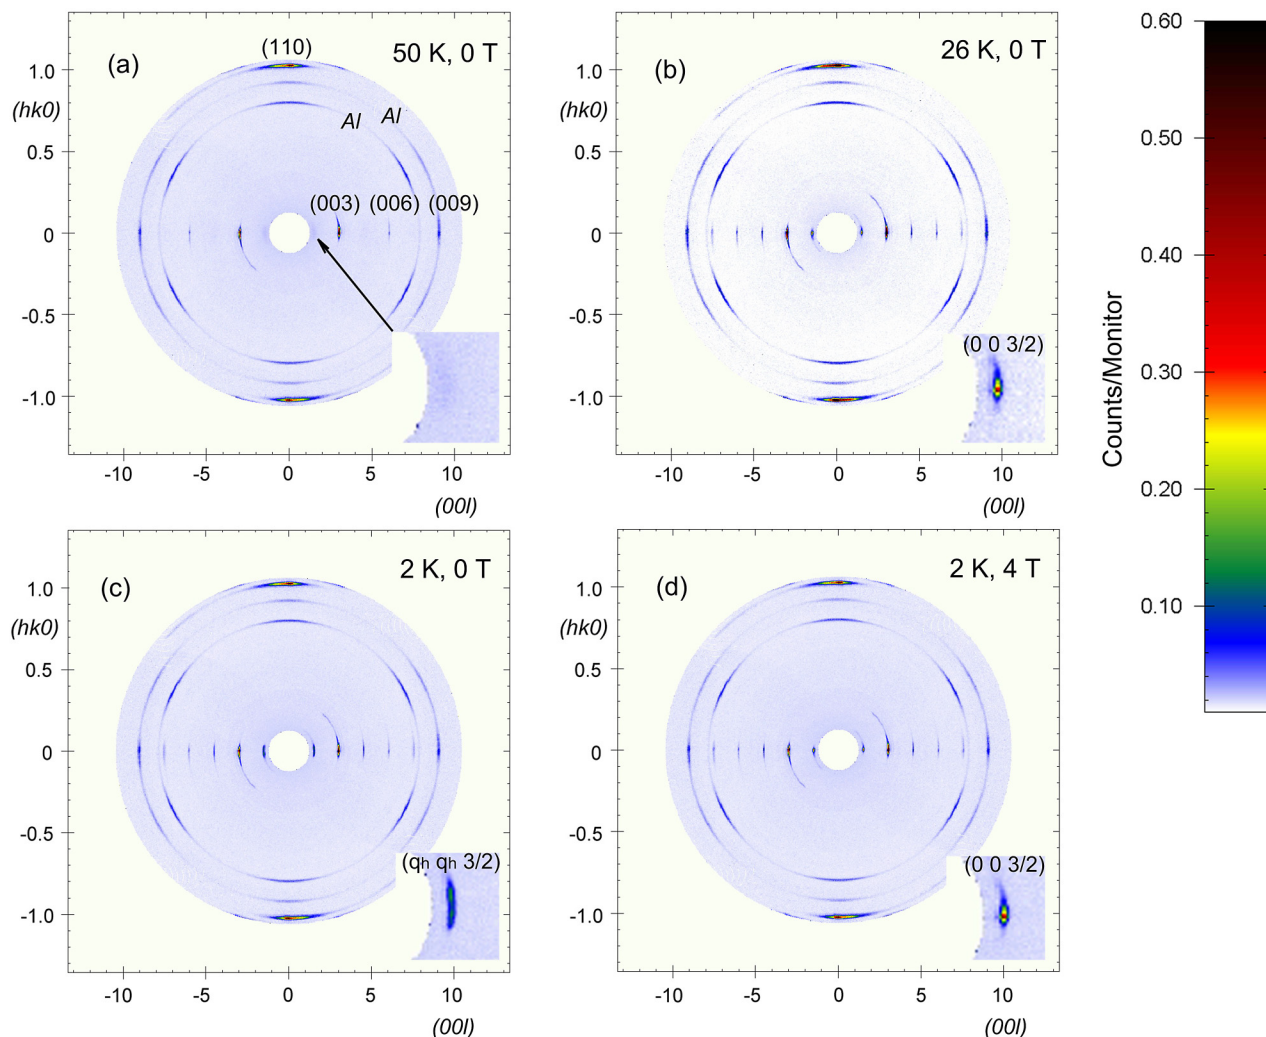 (a)
(110)
50 K, 0 T
1.0
(hk0)
Al
Al
0.5
(003)
(006)
(009)
0
-0.5
-1.0
-10
-5
0
5
10
(00l)
(b)
26 K, 0 T
1.0
(hk0)
0.5
0
-0.5
(0 0 3/2)
-1.0
-10
-5
0
5
10
(00l)
0.60
0.50
0.40
0.30
0.20
0.10
Counts/Monitor
(c)
2 K, 0 T
1.0
(hk0)
0.5
0
-0.5
(qh qh 3/2)
-1.0
-10
-5
0
5
10
(00l)
(d)
2 K, 4 T
1.0
(hk0)
0.5
0
-0.5
(0 0 3/2)
-1.0
-10
-5
0
5
10
(00l)